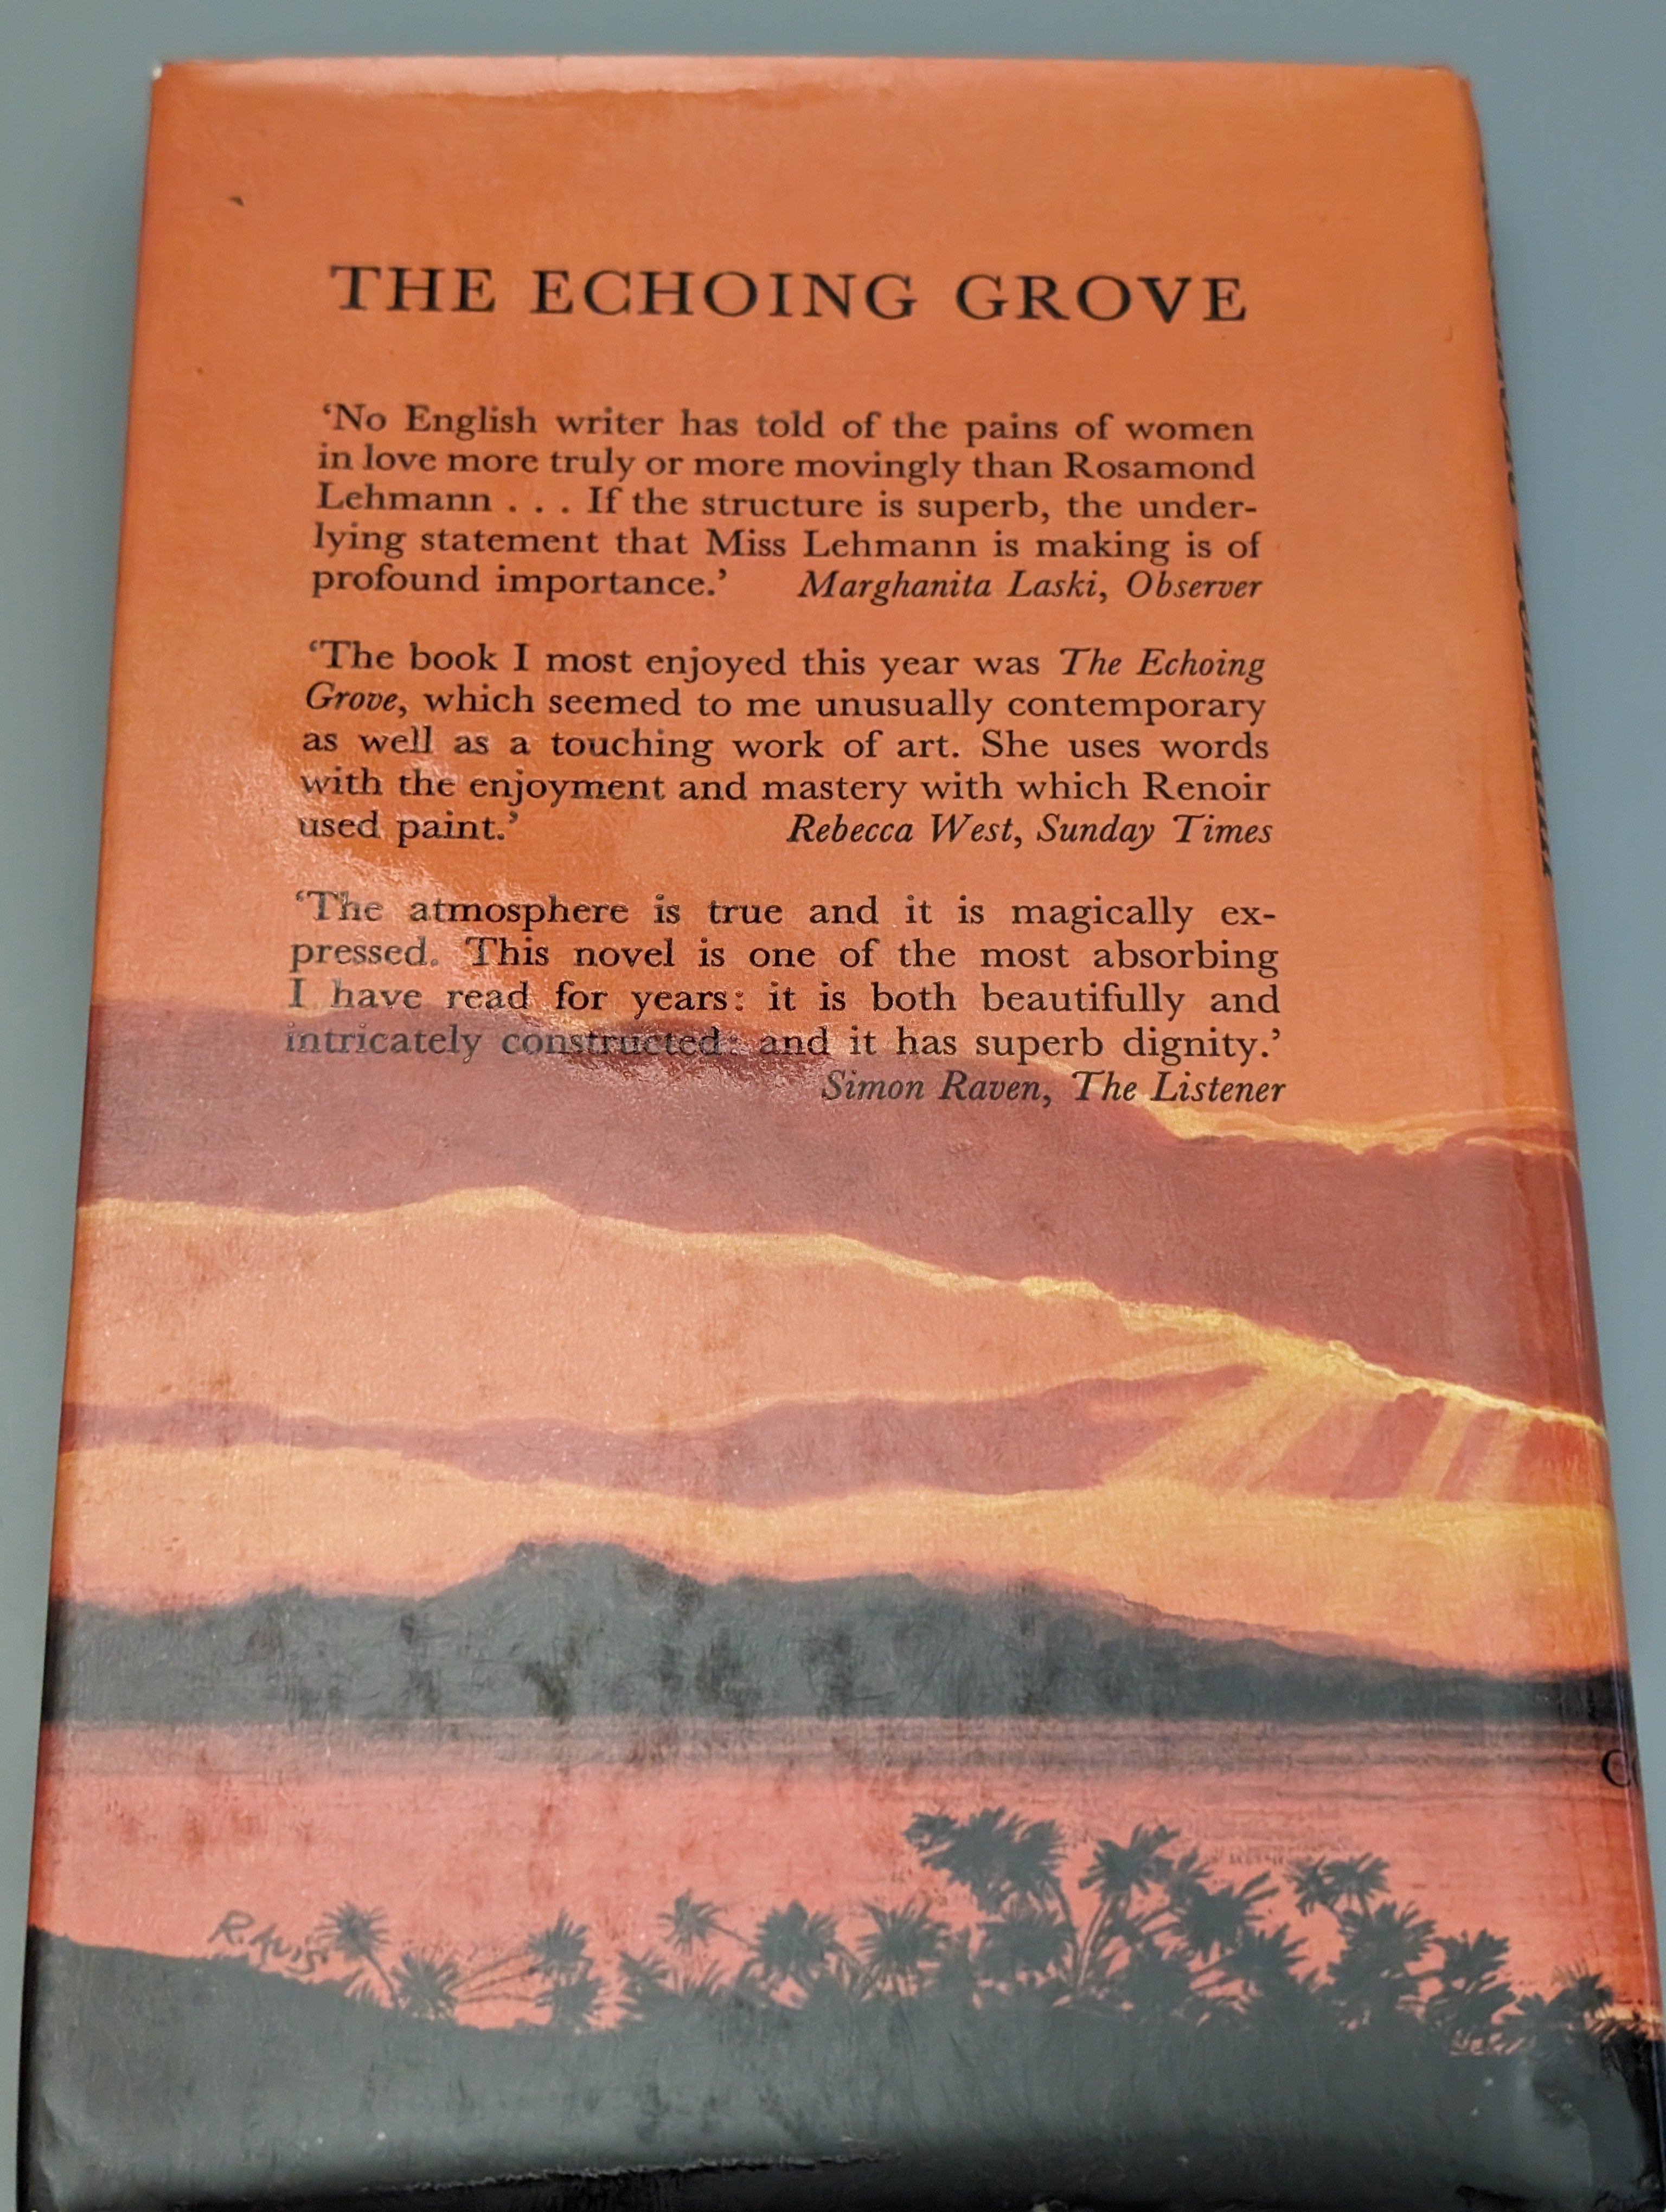 THE ECHOING GROVE
‘No English writer has told of the pains of women
in love more truly or more movingly than Rosamond
Lehmann . . . If the structure is superb, the under-
lying statement that Miss Lehmann is making is of
profound importance.’ Marghanita Laski, Observer
‘The book I most enjoyed this year was The Echoing
Grove, which seemed to me unusually contemporary
as well as a touching work of art. She uses words
with the enjoyment and mastery with which Renoir
used paint.’ Rebecca West, Sunday Times
‘The atmosphere is true and it is magically ex-
pressed. This novel is one of the most absorbing
I have read for years: it is both beautifully and
intricately constructed: and it has superb dignity.’
Simon Raven, The Listener
Lehmann
R.